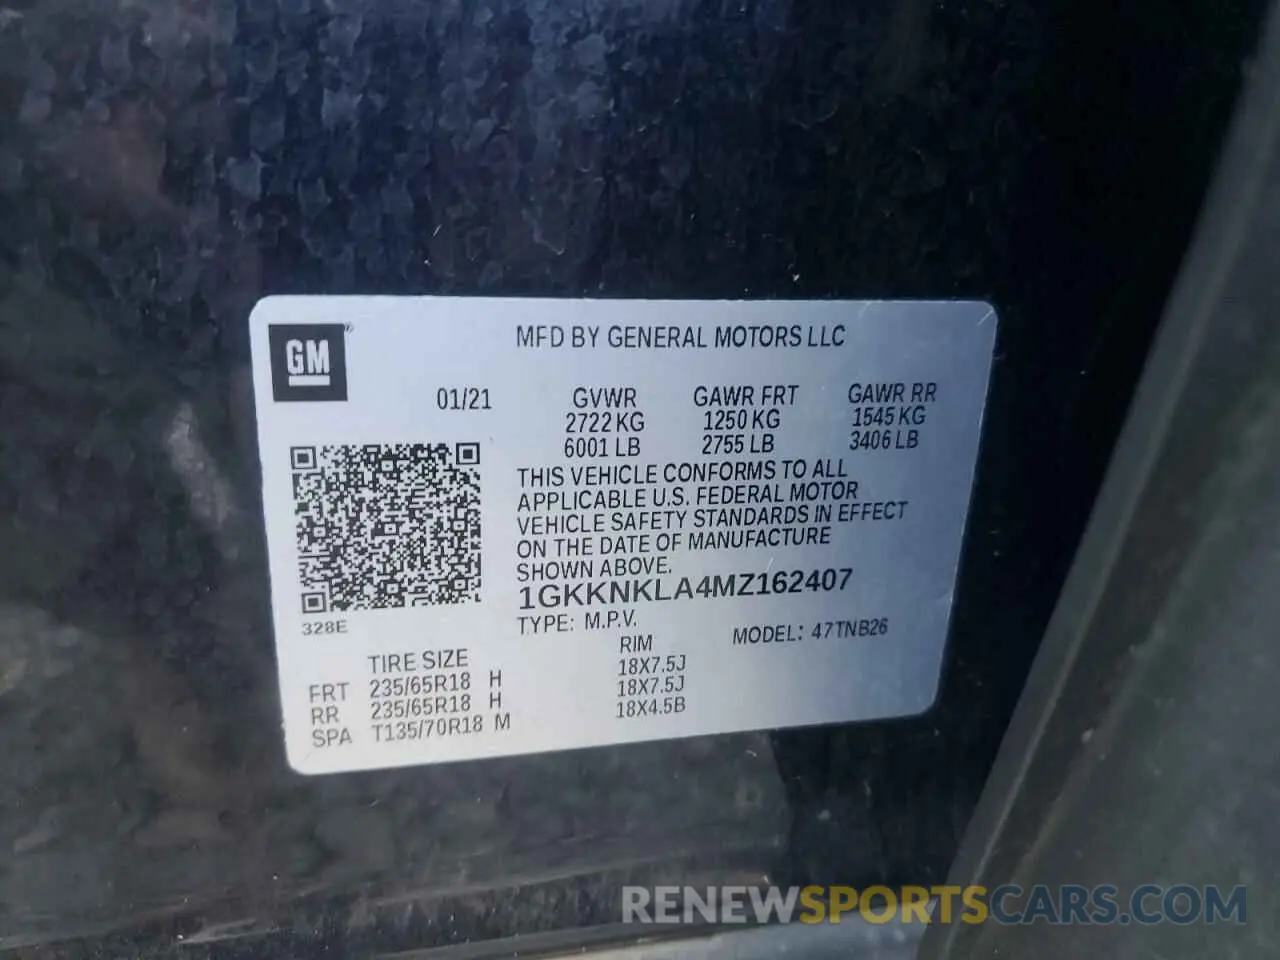 MFD BY GENERAL MOTORS LLC
GM®
01/21 GVWR GAWR FRT GAWR RR
2722 KG 1250 KG 1545 KG
6001 LB 2755 LB 3406 LB
THIS VEHICLE CONFORMS TO ALL
APPLICABLE U.S. FEDERAL MOTOR
VEHICLE SAFETY STANDARDS IN EFFECT
ON THE DATE OF MANUFACTURE
SHOWN ABOVE.
1GKKNKLA4MZ162407
328E
TYPE: M.P.V. MODEL: 47TNB26
TIRE SIZE RIM
FRT 235/65R18 H 18X7.5J
RR 235/65R18 H 18X7.5J
SPA T135/70R18 M 18X4.5B
RENEWSPORTSCARS.COM